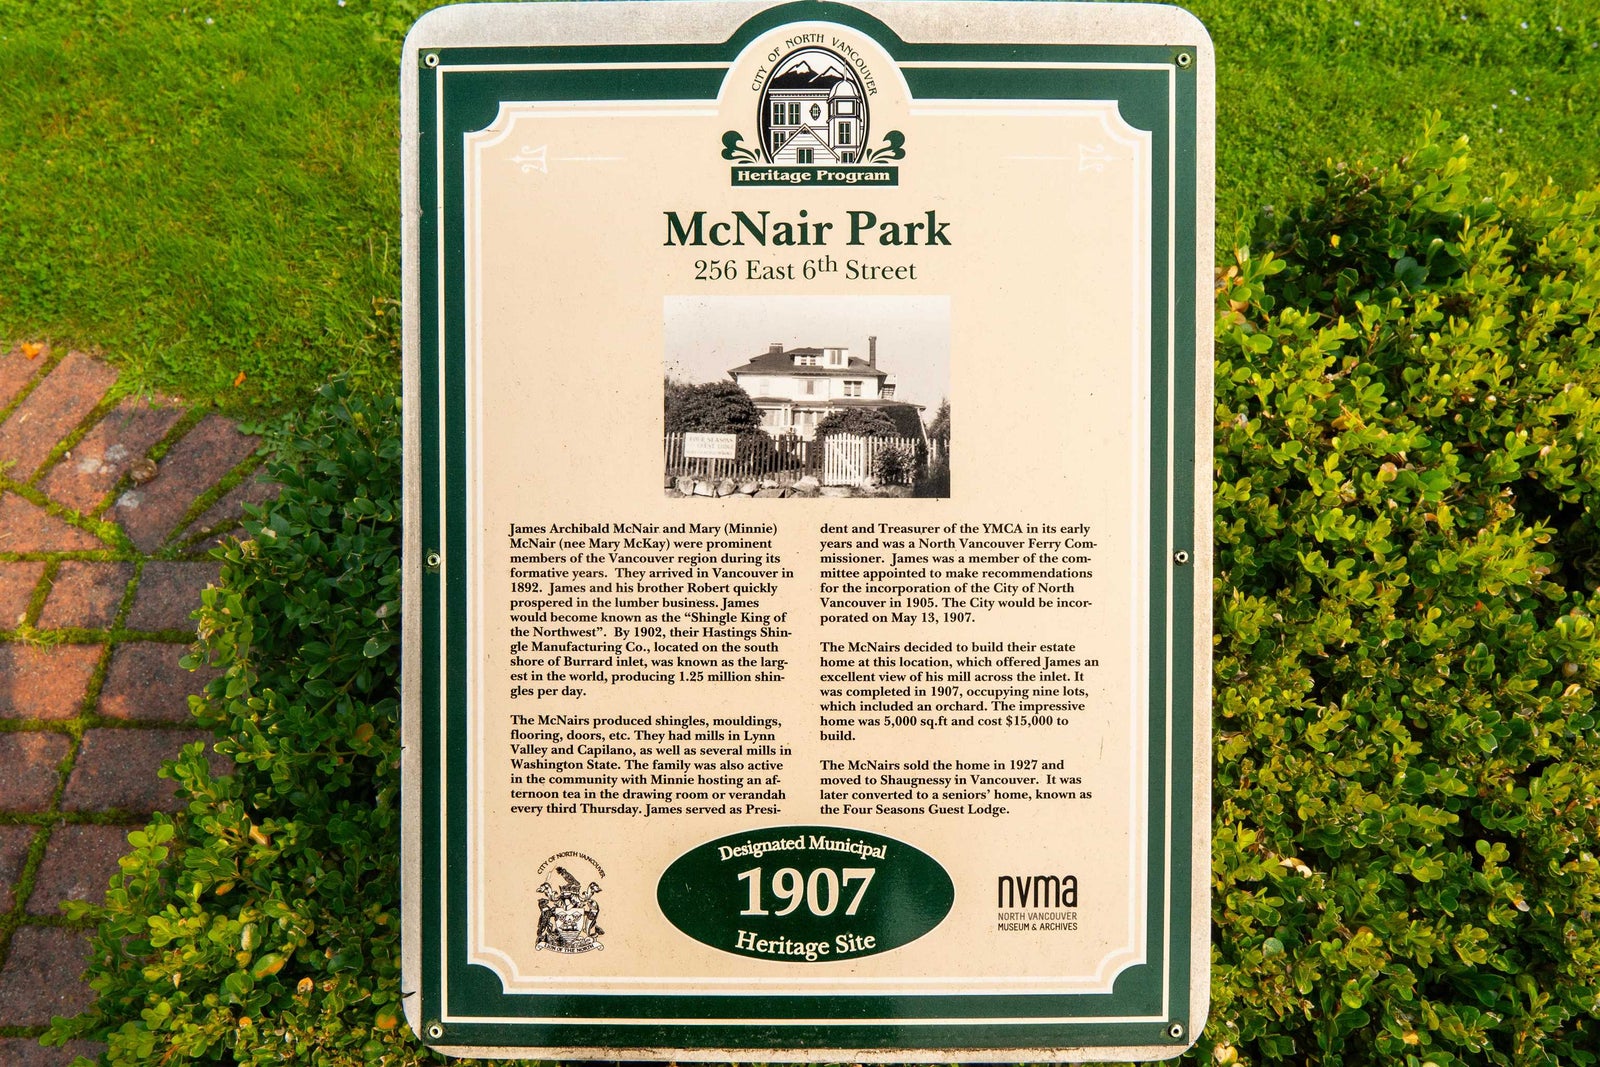 CITY OF NORTH VANCOUVER
Heritage Program
McNair Park
256 East 6th Street
FOUR SEASONS
GUEST LODGE
James Archibald McNair and Mary (Minnie)
McNair (nee Mary McKay) were prominent
members of the Vancouver region during its
formative years. They arrived in Vancouver in
1892. James and his brother Robert quickly
prospered in the lumber business. James
would become known as the “Shingle King of
the Northwest”. By 1902, their Hastings Shin-
gle Manufacturing Co., located on the south
shore of Burrard inlet, was known as the larg-
est in the world, producing 1.25 million shin-
gles per day.
The McNairs produced shingles, mouldings,
flooring, doors, etc. They had mills in Lynn
Valley and Capilano, as well as several mills in
Washington State. The family was also active
in the community with Minnie hosting an af-
ternoon tea in the drawing room or verandah
every third Thursday. James served as Presi-
dent and Treasurer of the YMCA in its early
years and was a North Vancouver Ferry Com-
missioner. James was a member of the com-
mittee appointed to make recommendations
for the incorporation of the City of North
Vancouver in 1905. The City would be incor-
porated on May 13, 1907.
The McNairs decided to build their estate
home at this location, which offered James an
excellent view of his mill across the inlet. It
was completed in 1907, occupying nine lots,
which included an orchard. The impressive
home was 5,000 sq.ft and cost $15,000 to
build.
The McNairs sold the home in 1927 and
moved to Shaugnessy in Vancouver. It was
later converted to a seniors’ home, known as
the Four Seasons Guest Lodge.
CITY OF NORTH VANCOUVER
LION OF THE NORTH
Designated Municipal
1907
Heritage Site
nvma
NORTH VANCOUVER
MUSEUM & ARCHIVES